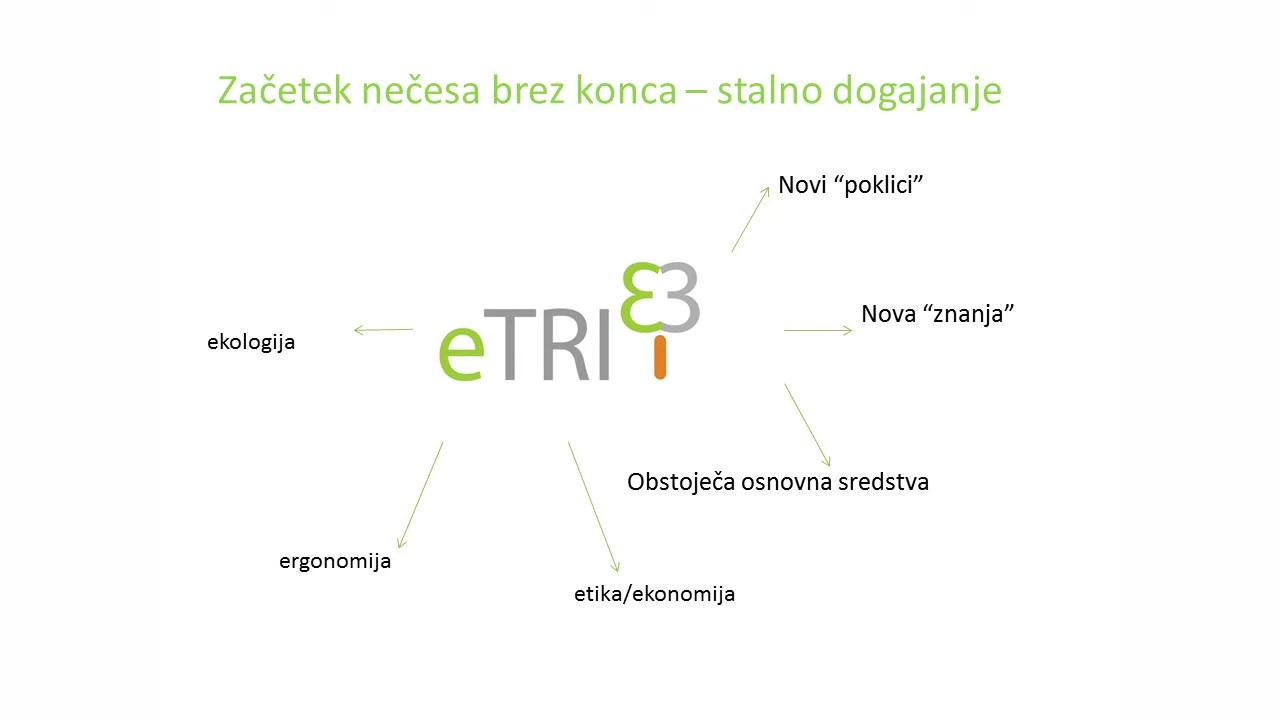 Začetek nečesa brez konca – stalno dogajanje
Novi “poklici”
Nova “znanja”
eTRI
ekologija
Obstoječa osnovna sredstva
ergonomija
etika/ekonomija